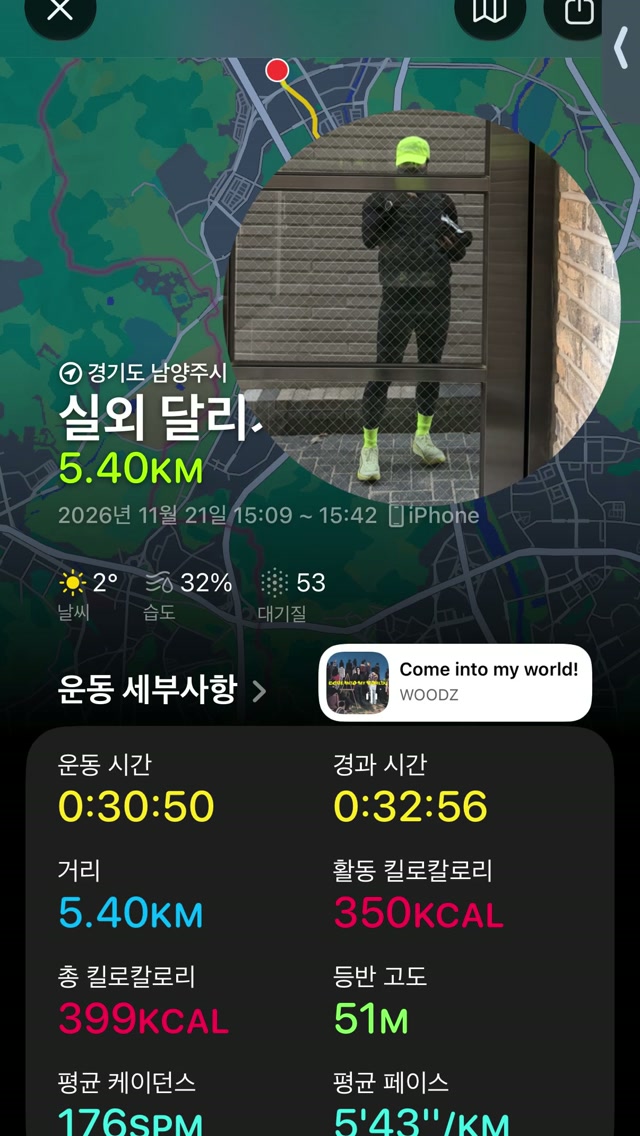 경기도 남양주시
실외 달리
5.40KM
2026년 11월 21일 15:09 ~ 15:42 iPhone
2° 32% 53
날씨 습도 대기질
운동 세부사항
Come into my world!
WOODZ
운동 시간 경과 시간
0:30:50 0:32:56
거리 활동 킬로칼로리
5.40KM 350KCAL
총 킬로칼로리 등반 고도
399KCAL 51M
평균 케이던스 평균 페이스
176SPM 5'43''/KM